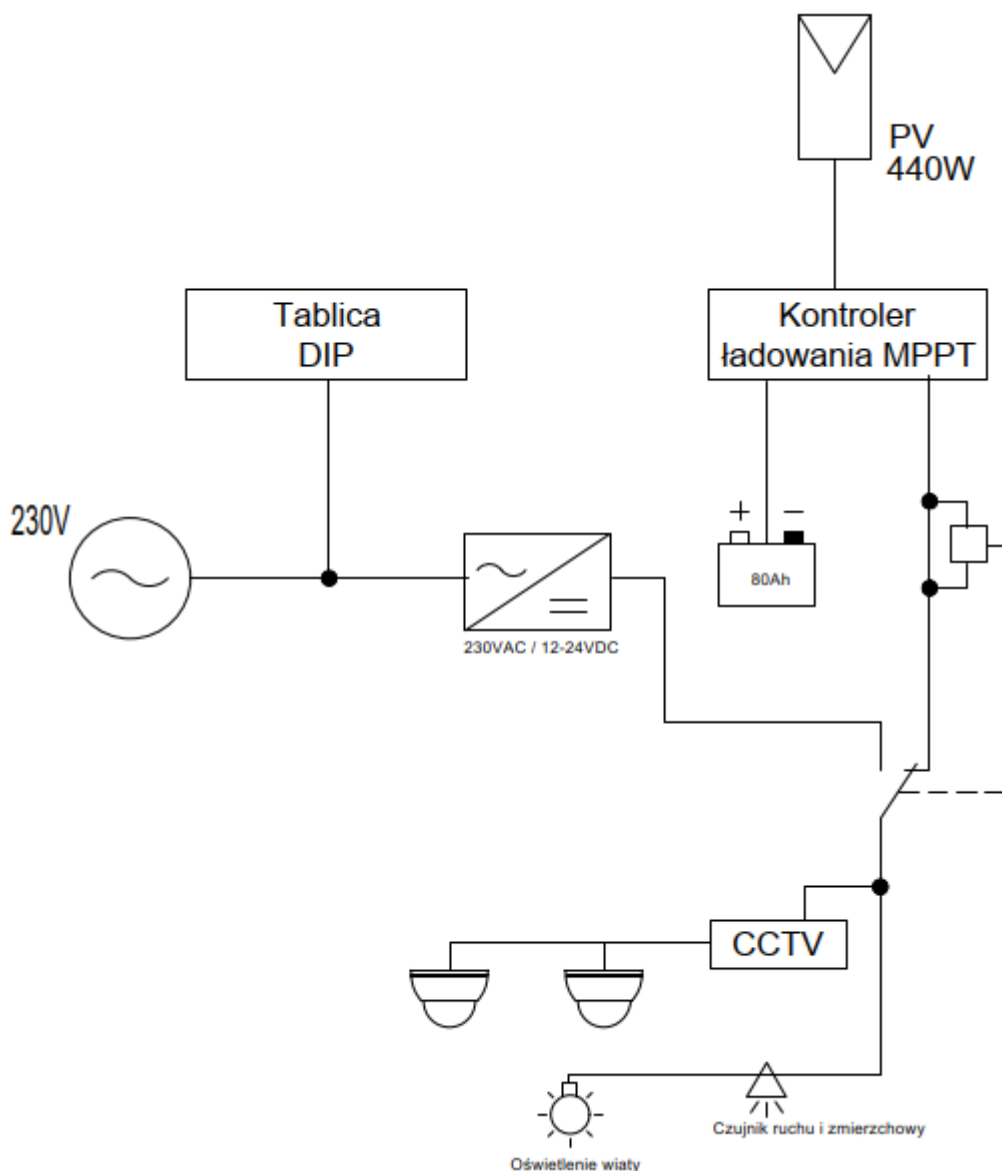 PV
440W
Tablica
DIP
Kontroler
ładowania MPPT
230V
+ −
80Ah
230VAC / 12-24VDC
CCTV
Czujnik ruchu i zmierzchowy
Oświetlenie wiaty